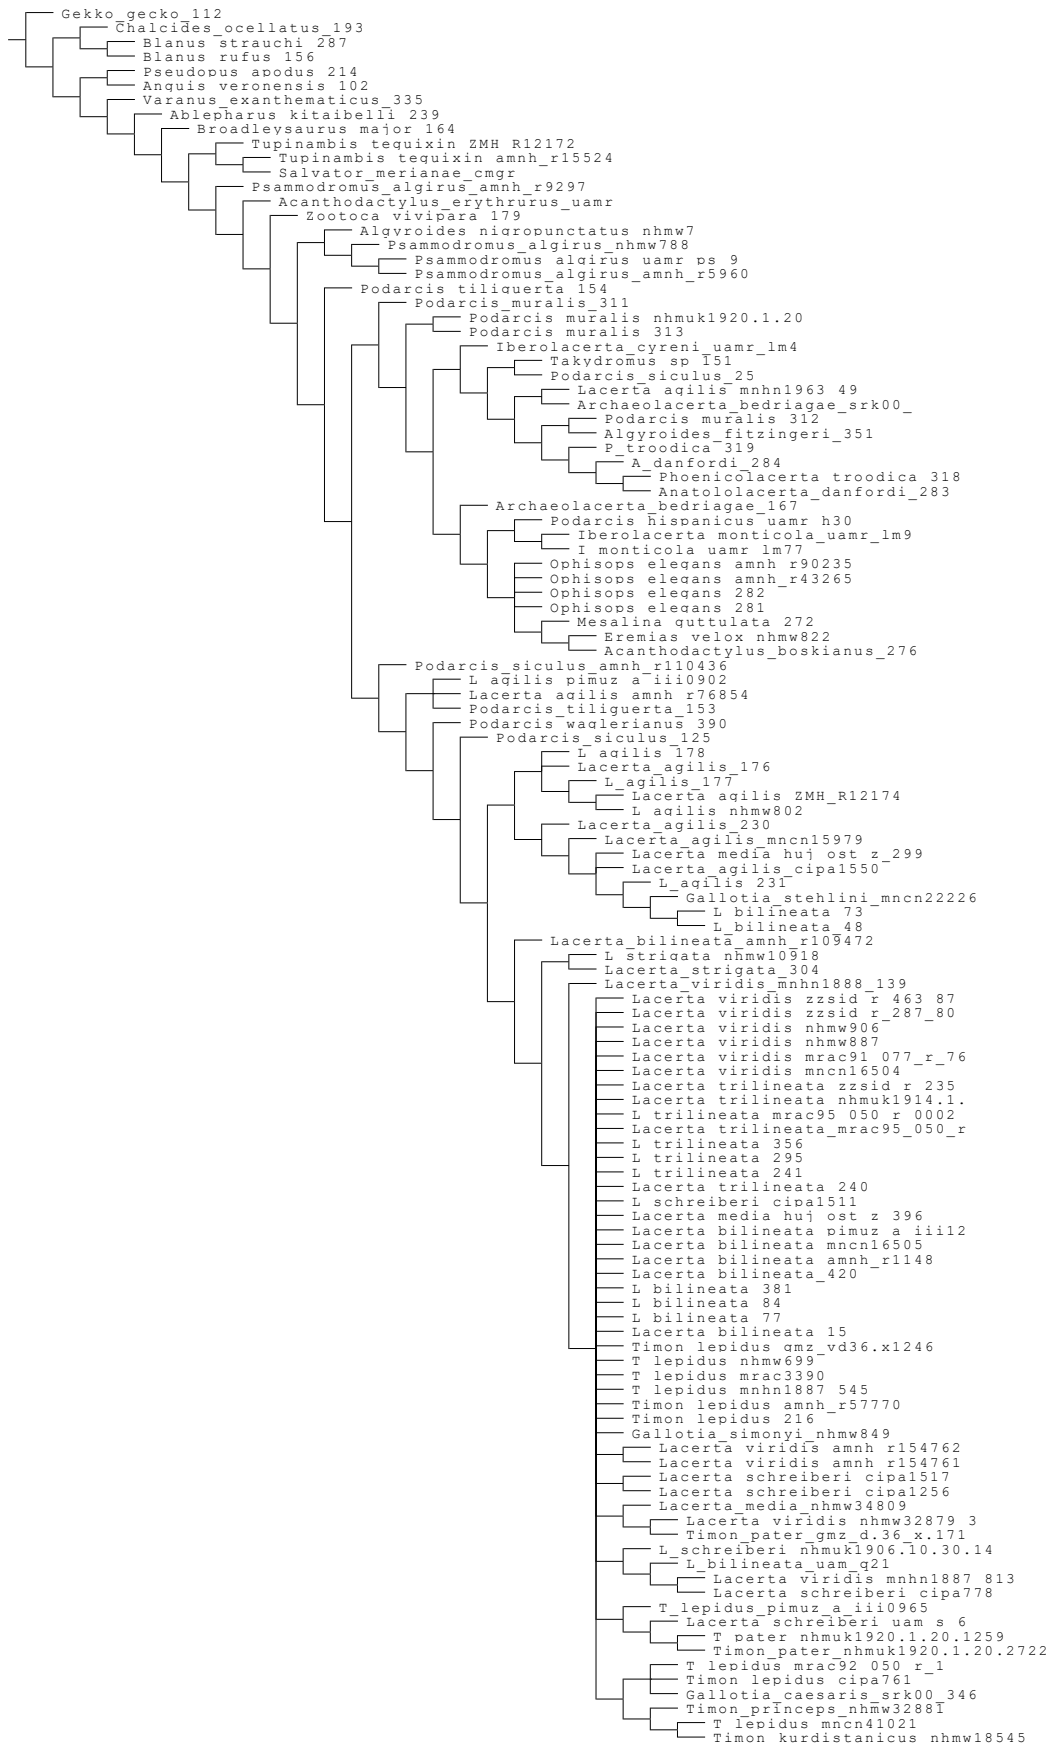 Gekko_gecko_112
Chalcides_ocellatus_193
Blanus_strauchi_287
Blanus_rufus_156
Pseudopus_apodus_214
Anguis_veronensis_102
Varanus_exanthematicus_335
Ablepharus_kitaibelli_239
Broadleysaurus_major_164
Tupinambis_teguixin_ZMH_R12172
Tupinambis_teguixin_amnh_r15524
Salvator_merianae_cmgr
Psammodromus_algirus_amnh_r9297
Acanthodactylus_erythrurus_uamr
Zootoca_vivipara_179
Algyroides_nigropunctatus_nhmw7
Psammodromus_algirus_nhmw788
Psammodromus_algirus_uamr_ps_9
Psammodromus_algirus_amnh_r5960
Podarcis_tiliguerta_154
Podarcis_muralis_311
Podarcis_muralis_nhmuk1920.1.20
Podarcis_muralis_313
Iberolacerta_cyreni_uamr_lm4
Takydromus_sp_151
Podarcis_siculus_25
Lacerta_agilis_mnhn1963_49
Archaeolacerta_bedriagae_srk00_
Podarcis_muralis_312
Algyroides_fitzingeri_351
P_troodica_319
A_danfordi_284
Phoenicolacerta_troodica_318
Anatololacerta_danfordi_283
Archaeolacerta_bedriagae_167
Podarcis_hispanicus_uamr_h30
Iberolacerta_monticola_uamr_lm9
I_monticola_uamr_lm77
Ophisops_elegans_amnh_r90235
Ophisops_elegans_amnh_r43265
Ophisops_elegans_282
Ophisops_elegans_281
Mesalina_guttulata_272
Eremias_velox_nhmw822
Acanthodactylus_boskianus_276
Podarcis_siculus_amnh_r110436
L_agilis_pimuz_a_iii0902
Lacerta_agilis_amnh_r76854
Podarcis_tiliguerta_153
Podarcis_waglerianus_390
Podarcis_siculus_125
L_agilis_178
Lacerta_agilis_176
L_agilis_177
Lacerta_agilis_ZMH_R12174
L_agilis_nhmw802
Lacerta_agilis_230
Lacerta_agilis_mncn15979
Lacerta_media_huj_ost_z_299
Lacerta_agilis_cipa1550
L_agilis_231
Gallotia_stehlini_mncn22226
L_bilineata_73
L_bilineata_48
Lacerta_bilineata_amnh_r109472
L_strigata_nhmw10918
Lacerta_strigata_304
Lacerta_viridis_mnhn1888_139
Lacerta_viridis_zzsid_r_463_87
Lacerta_viridis_zzsid_r_287_80
Lacerta_viridis_nhmw906
Lacerta_viridis_nhmw887
Lacerta_viridis_mrac91_077_r_76
Lacerta_viridis_mncn16504
Lacerta_trilineata_zzsid_r_235
Lacerta_trilineata_nhmuk1914.1.
L_trilineata_mrac95_050_r_0002
Lacerta_trilineata_mrac95_050_r
L_trilineata_356
L_trilineata_295
L_trilineata_241
Lacerta_trilineata_240
L_schreiberi_cipa1511
Lacerta_media_huj_ost_z_396
Lacerta_bilineata_pimuz_a_iii12
Lacerta_bilineata_mncn16505
Lacerta_bilineata_amnh_r1148
Lacerta_bilineata_420
L_bilineata_381
L_bilineata_84
L_bilineata_77
Lacerta_bilineata_15
Timon_lepidus_gmz_vd36.x1246
T_lepidus_nhmw699
T_lepidus_mrac3390
T_lepidus_mnhn1887_545
Timon_lepidus_amnh_r57770
Timon_lepidus_216
Gallotia_simonyi_nhmw849
Lacerta_viridis_amnh_r154762
Lacerta_viridis_amnh_r154761
Lacerta_schreiberi_cipa1517
Lacerta_schreiberi_cipa1256
Lacerta_media_nhmw34809
Lacerta_viridis_nhmw32879_3
Timon_pater_gmz_d.36_x.171
L_schreiberi_nhmuk1906.10.30.14
L_bilineata_uam_q21
Lacerta_viridis_mnhn1887_813
Lacerta_schreiberi_cipa778
T_lepidus_pimuz_a_iii0965
Lacerta_schreiberi_uam_s_6
T_pater_nhmuk1920.1.20.1259
Timon_pater_nhmuk1920.1.20.2722
T_lepidus_mrac92_050_r_1
Timon_lepidus_cipa761
Gallotia_caesaris_srk00_346
Timon_princeps_nhmw32881
T_lepidus_mncn41021
Timon_kurdistanicus_nhmw18545